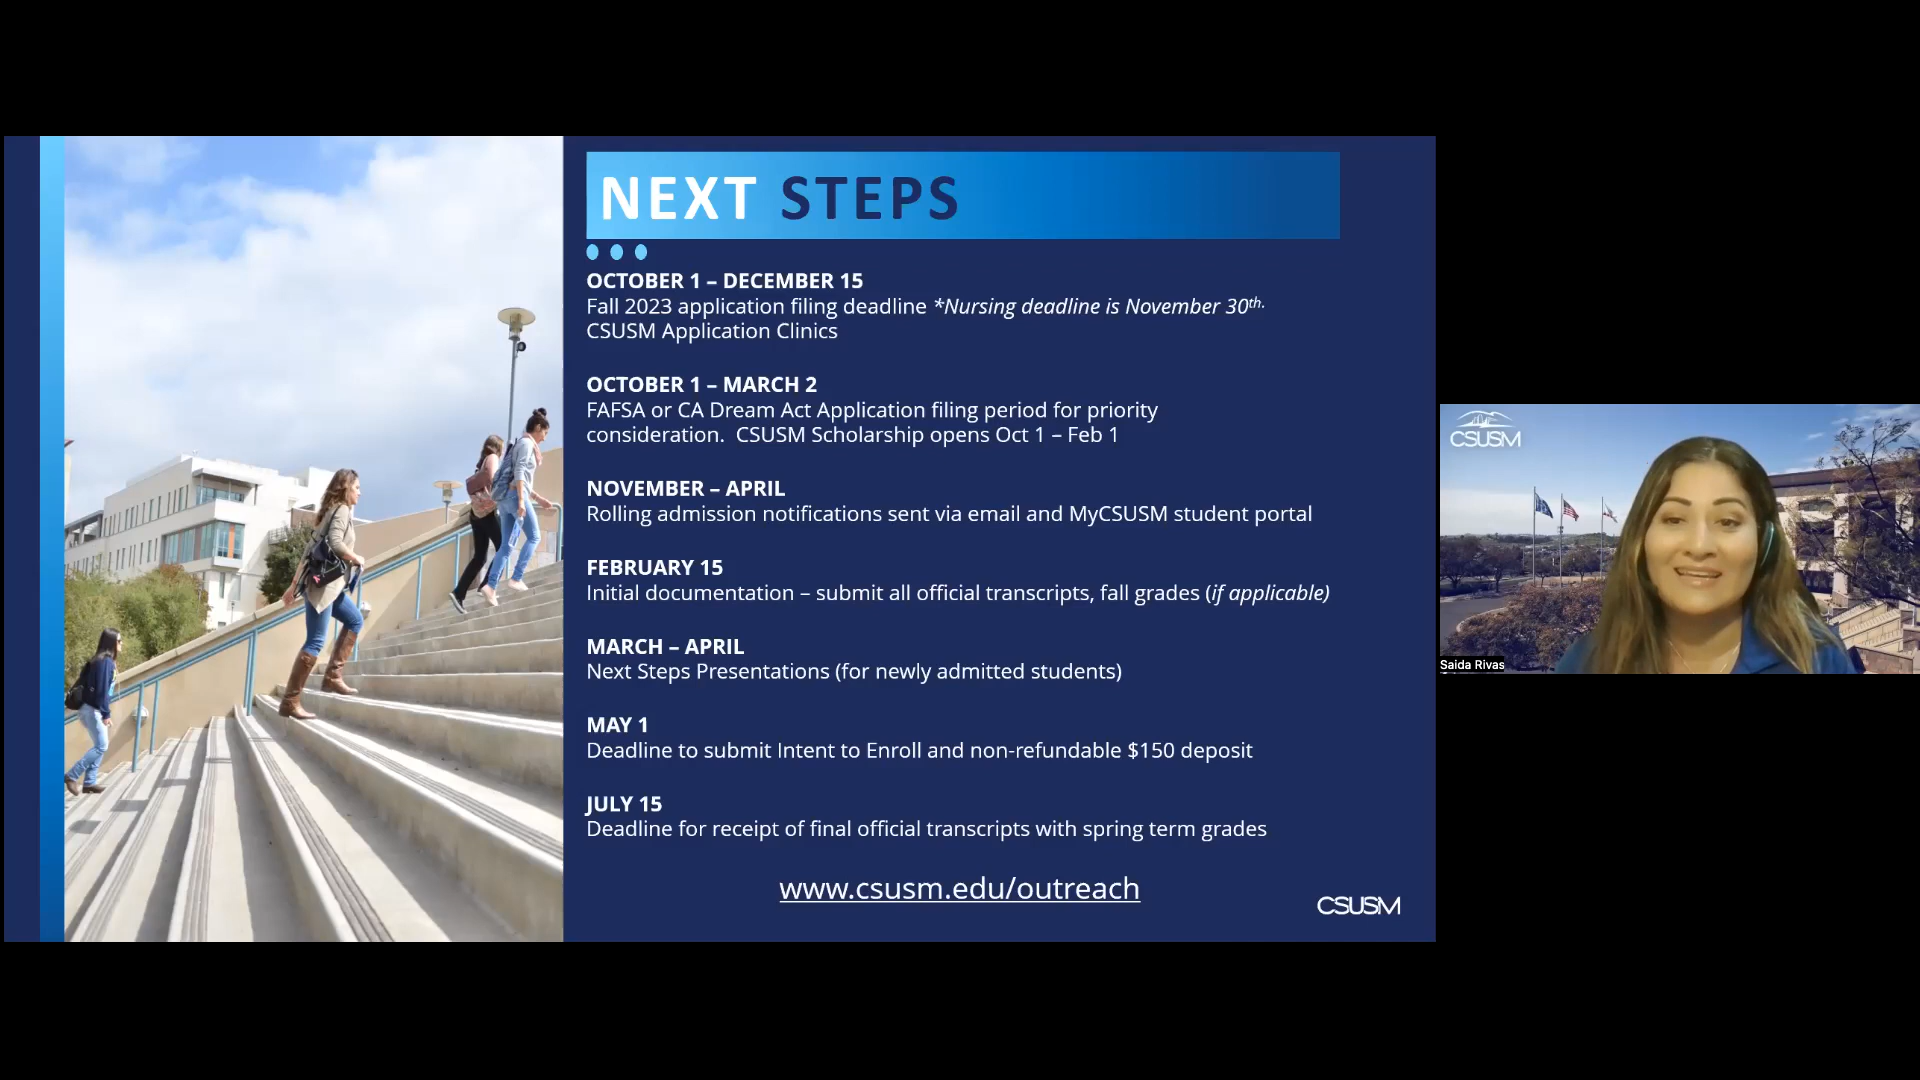 NEXT STEPS
OCTOBER 1 – DECEMBER 15
Fall 2023 application filing deadline *Nursing deadline is November 30th.
CSUSM Application Clinics
OCTOBER 1 – MARCH 2
FAFSA or CA Dream Act Application filing period for priority
consideration.  CSUSM Scholarship opens Oct 1 – Feb 1
NOVEMBER – APRIL
Rolling admission notifications sent via email and MyCSUSM student portal
FEBRUARY 15
Initial documentation – submit all official transcripts, fall grades (if applicable)
MARCH – APRIL
Next Steps Presentations (for newly admitted students)
MAY 1
Deadline to submit Intent to Enroll and non-refundable $150 deposit
JULY 15
Deadline for receipt of final official transcripts with spring term grades
www.csusm.edu/outreach
CSUSM
CSUSM
Saida Rivas